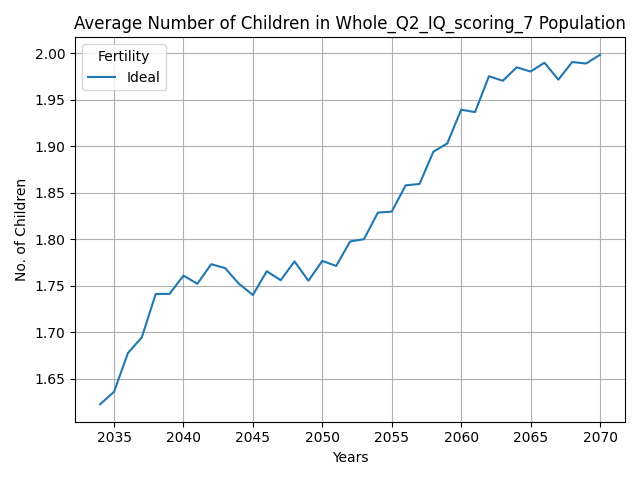 Average Number of Children in Whole_Q2_IQ_scoring_7 Population
Fertility
Ideal
No. of Children
2.00
1.95
1.90
1.85
1.80
1.75
1.70
1.65
2035 2040 2045 2050 2055 2060 2065 2070
Years